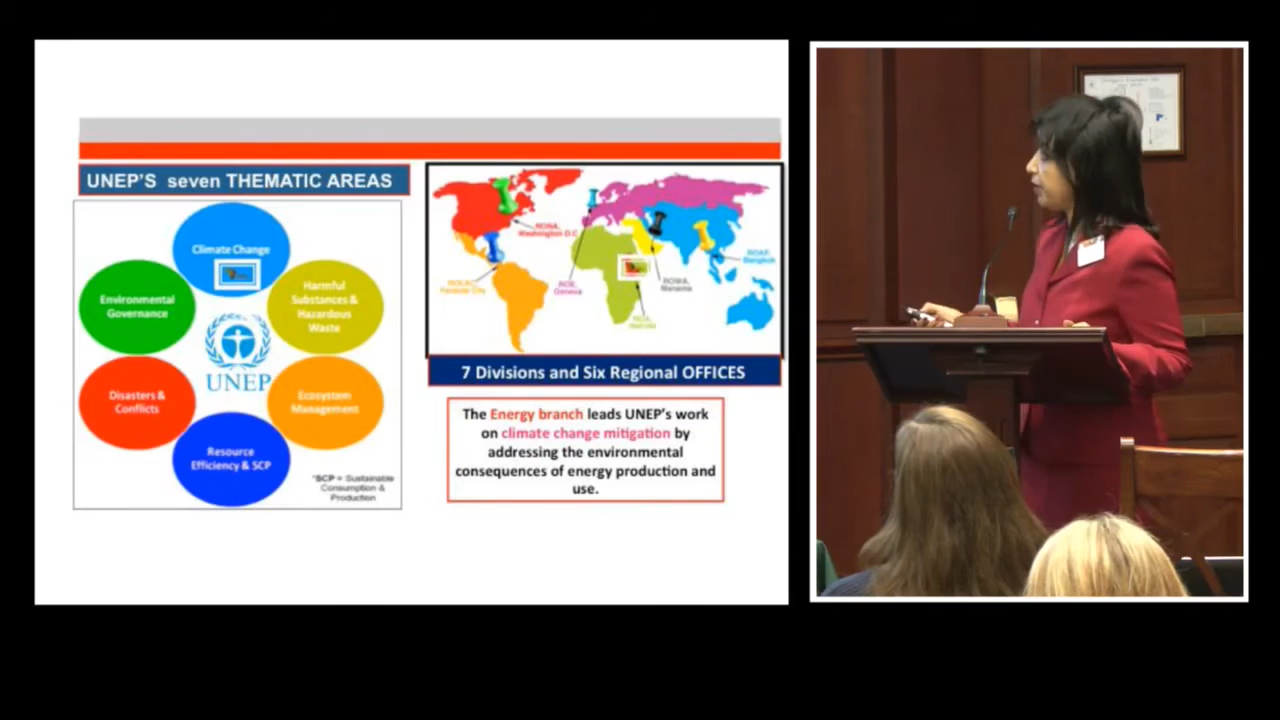 UNEP'S seven THEMATIC AREAS
Climate Change
Environmental
Governance
Harmful
Substances &
Hazardous
Waste
UNEP
Disasters &
Conflicts
Ecosystem
Management
Resource
Efficiency & SCP
*SCP = Sustainable
Consumption &
Production
RONA,
Washington D.C
ROAP,
Bangkok
Panama City
ROE,
Geneva
ROWA,
Manama
7 Divisions and Six Regional OFFICES
The Energy branch leads UNEP's work
on climate change mitigation by
addressing the environmental
consequences of energy production and
use.